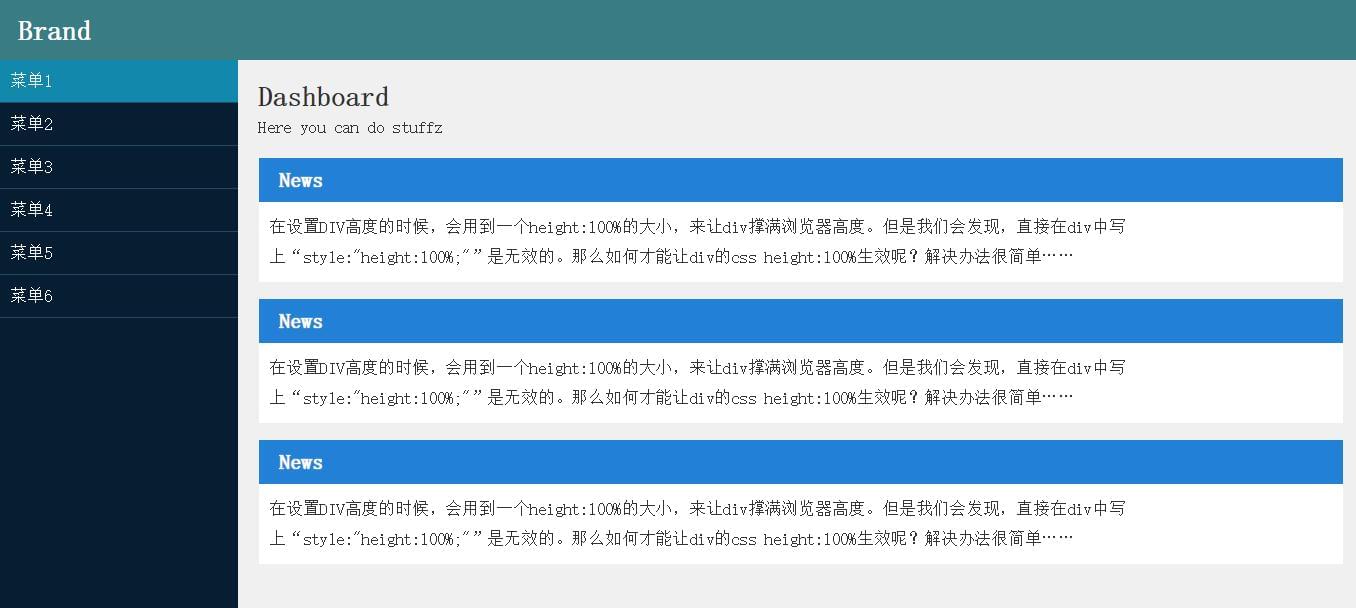 Brand
菜单1
菜单2
菜单3
菜单4
菜单5
菜单6
Dashboard
Here you can do stuffz
News
在设置DIV高度的时候，会用到一个height:100%的大小，来让div撑满浏览器高度。但是我们会发现，直接在div中写
上“style:"height:100%;"”是无效的。那么如何才能让div的css height:100%生效呢？解决办法很简单……
News
在设置DIV高度的时候，会用到一个height:100%的大小，来让div撑满浏览器高度。但是我们会发现，直接在div中写
上“style:"height:100%;"”是无效的。那么如何才能让div的css height:100%生效呢？解决办法很简单……
News
在设置DIV高度的时候，会用到一个height:100%的大小，来让div撑满浏览器高度。但是我们会发现，直接在div中写
上“style:"height:100%;"”是无效的。那么如何才能让div的css height:100%生效呢？解决办法很简单……